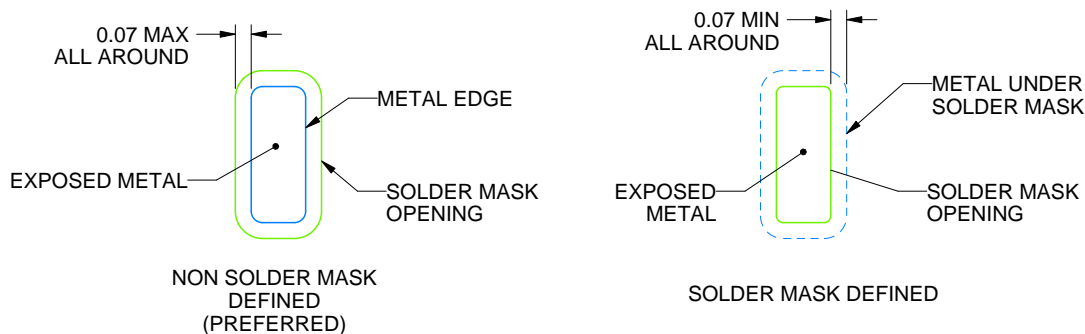 0.07 MAX
ALL AROUND
METAL EDGE
EXPOSED METAL
SOLDER MASK
OPENING
NON SOLDER MASK
DEFINED
(PREFERRED)
0.07 MIN
ALL AROUND
METAL UNDER
SOLDER MASK
EXPOSED
METAL
SOLDER MASK
OPENING
SOLDER MASK DEFINED